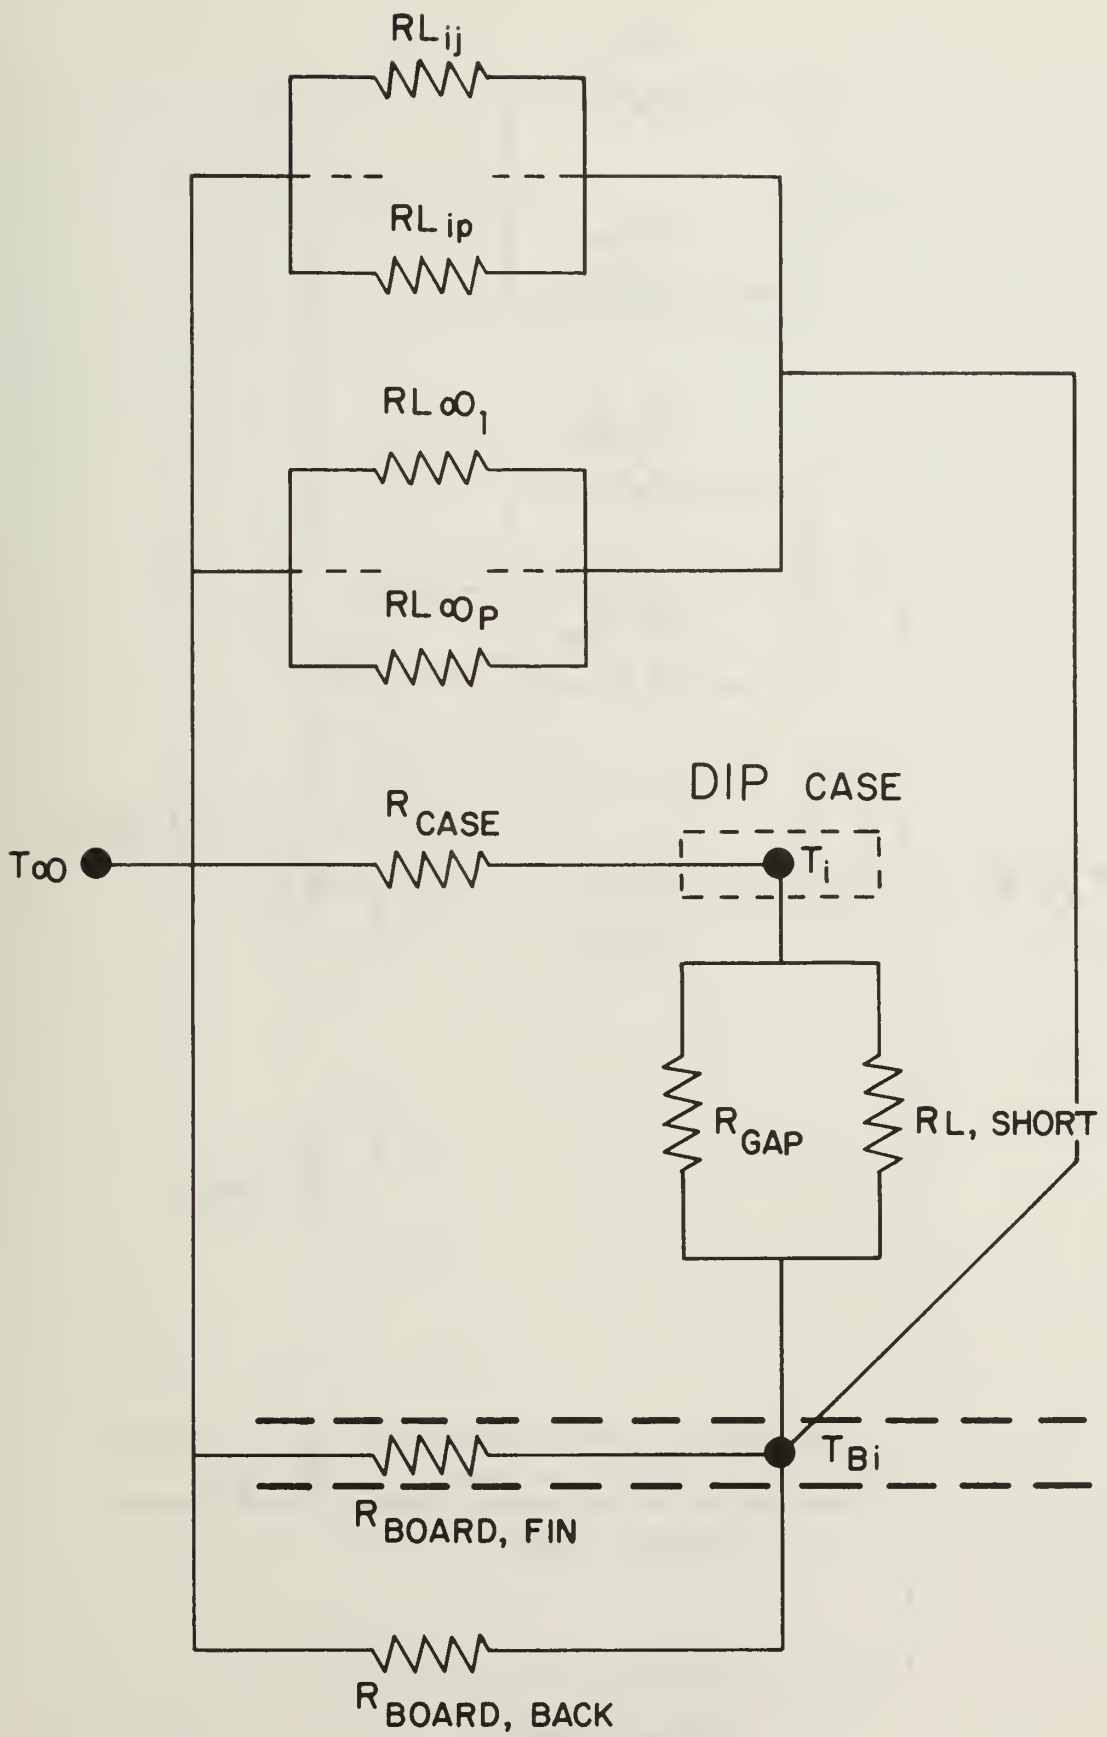 RLij
RLip
RL∞1
RL∞P
DIP CASE
RCASE
T∞
Ti
RGAP
RL, SHORT
TBi
RBOARD, FIN
RBOARD, BACK